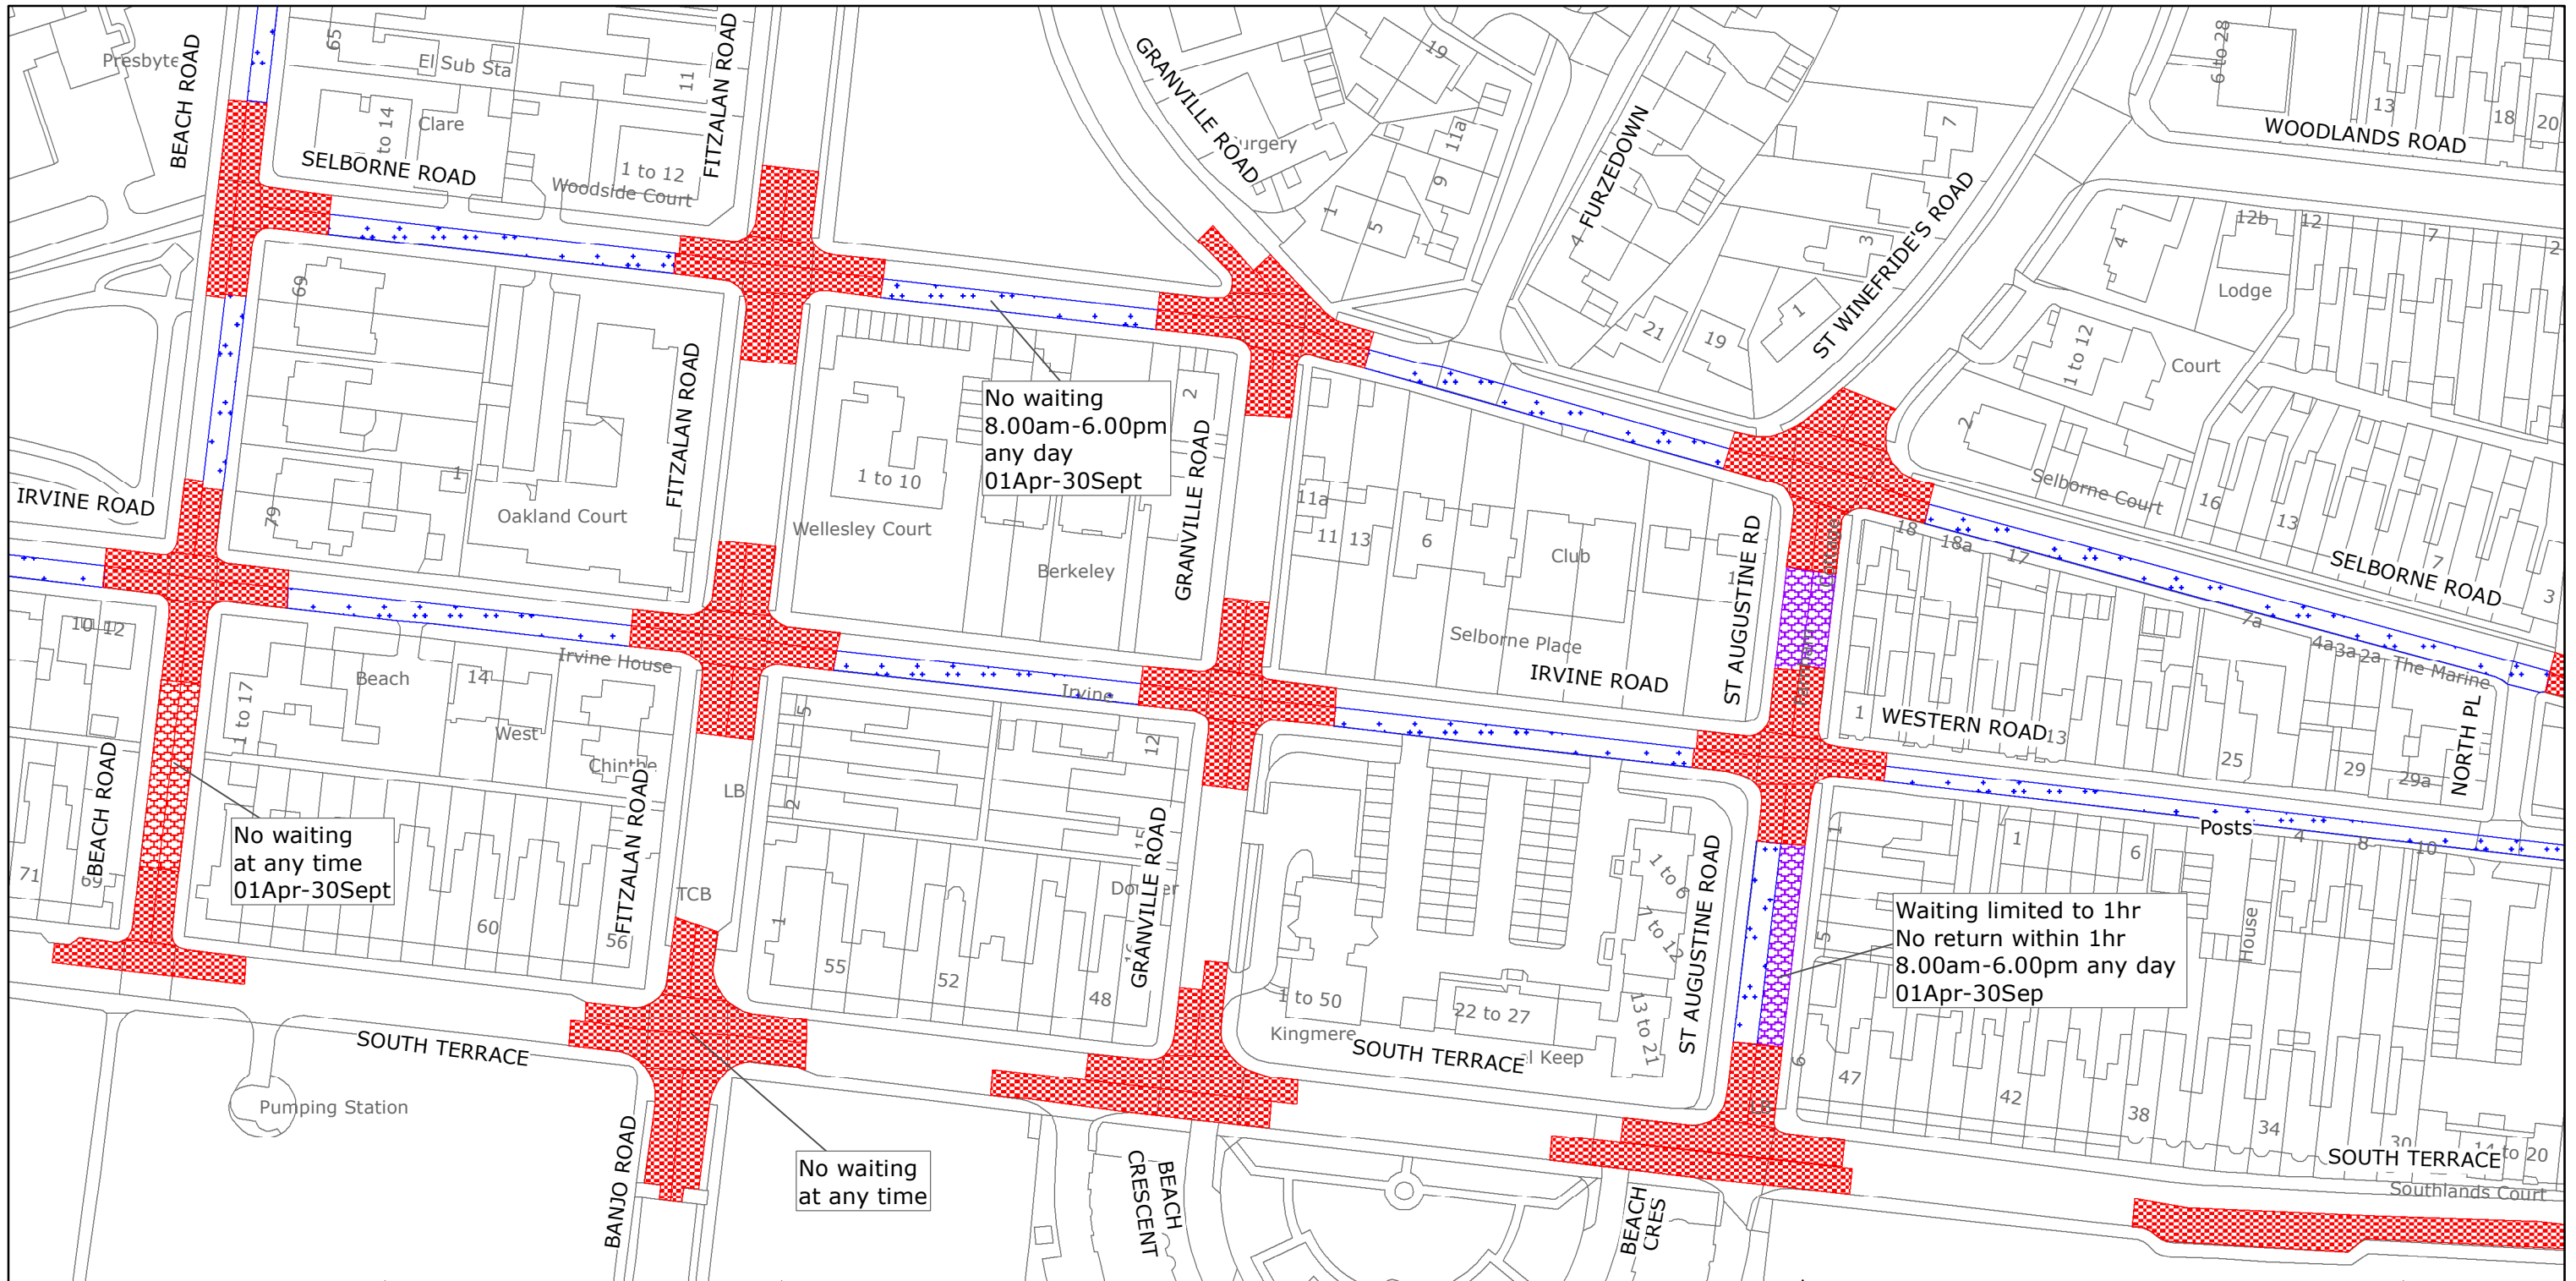 BEACH ROAD
65
El Sub Sta
11
FITZALAN ROAD
GRANVILLE ROAD
19
6 to 28
13
18
20
WOODLANDS ROAD
Clare
to 14
SELBORNE ROAD
1 to 12
Woodside Court
11a
9
1
5
FURZEDOWN
4
7
3
1
21
19
ST WINEFRIDE'S ROAD
12b
12
7
4
Lodge
1 to 12
Court
2
Selborne Court
16
13
7
3
SELBORNE ROAD
69
79
1
Oakland Court
FITZALAN ROAD
IRVINE ROAD
1 to 10
Wellesley Court
Berkeley
2
GRANVILLE ROAD
No waiting
8.00am-6.00pm
any day
01Apr-30Sept
11a
11
13
6
Club
Selborne Place
IRVINE ROAD
ST AUGUSTINE RD
18
18a
17
7a
4a
3a
2a
The Marine
1
WESTERN ROAD
13
25
29
29a
NORTH PL
10
12
Beach
14
Irvine House
1 to 17
West
Irvine
5
2
12
LB
TCB
BEACH ROAD
71
69
No waiting
at any time
01Apr-30Sept
60
56
FITZALAN ROAD
1
55
52
48
GRANVILLE ROAD
15
1 to 50
Kingmere
22 to 27
1 to 6
7 to 12
13 to 21
ST AUGUSTINE ROAD
SOUTH TERRACE
Posts
1
6
4
8
10
1
5
6
House
Waiting limited to 1hr
No return within 1hr
8.00am-6.00pm any day
01Apr-30Sep
47
42
38
34
30
to 20
SOUTH TERRACE
Southlands Court
SOUTH TERRACE
Pumping Station
BANJO ROAD
No waiting
at any time
BEACH
CRESCENT
BEACH
CRES